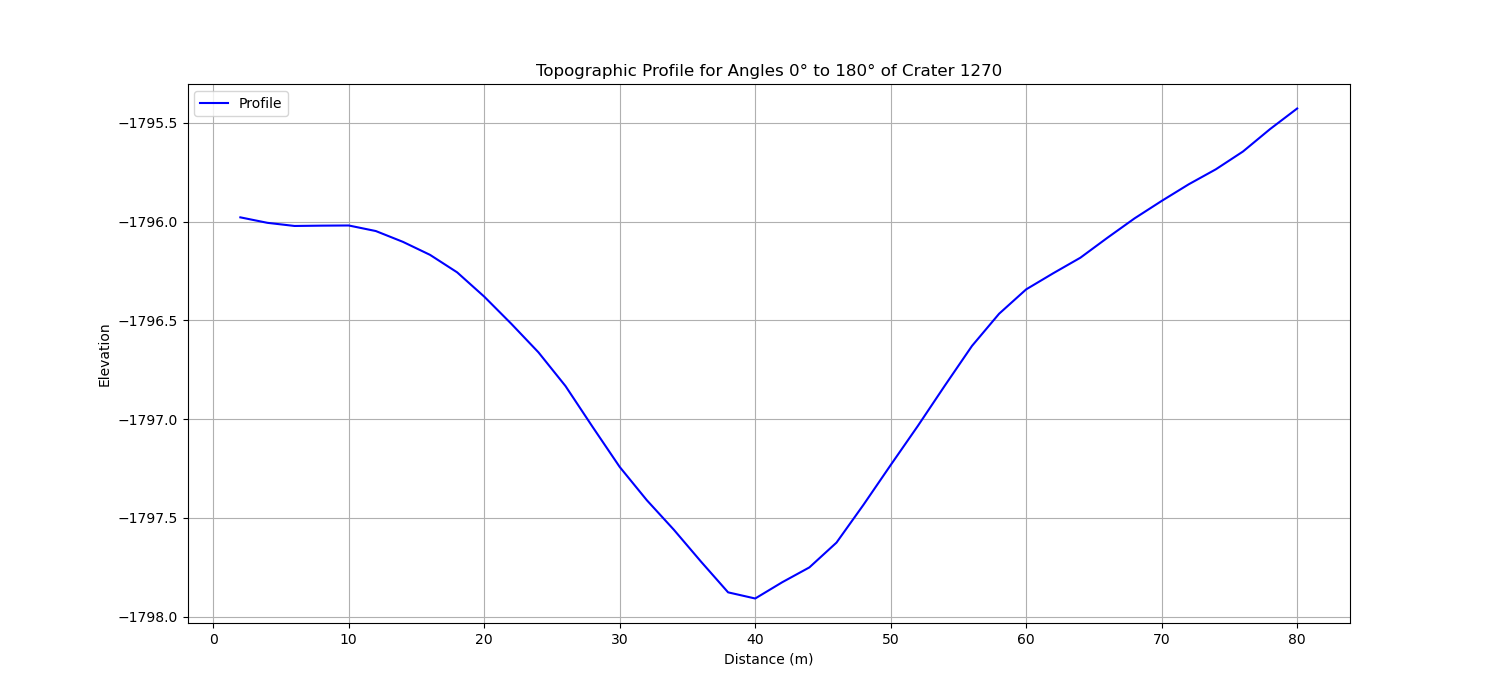 Topographic Profile for Angles 0° to 180° of Crater 1270
Profile
Elevation
−1795.5
−1796.0
−1796.5
−1797.0
−1797.5
−1798.0
0 10 20 30 40 50 60 70 80
Distance (m)